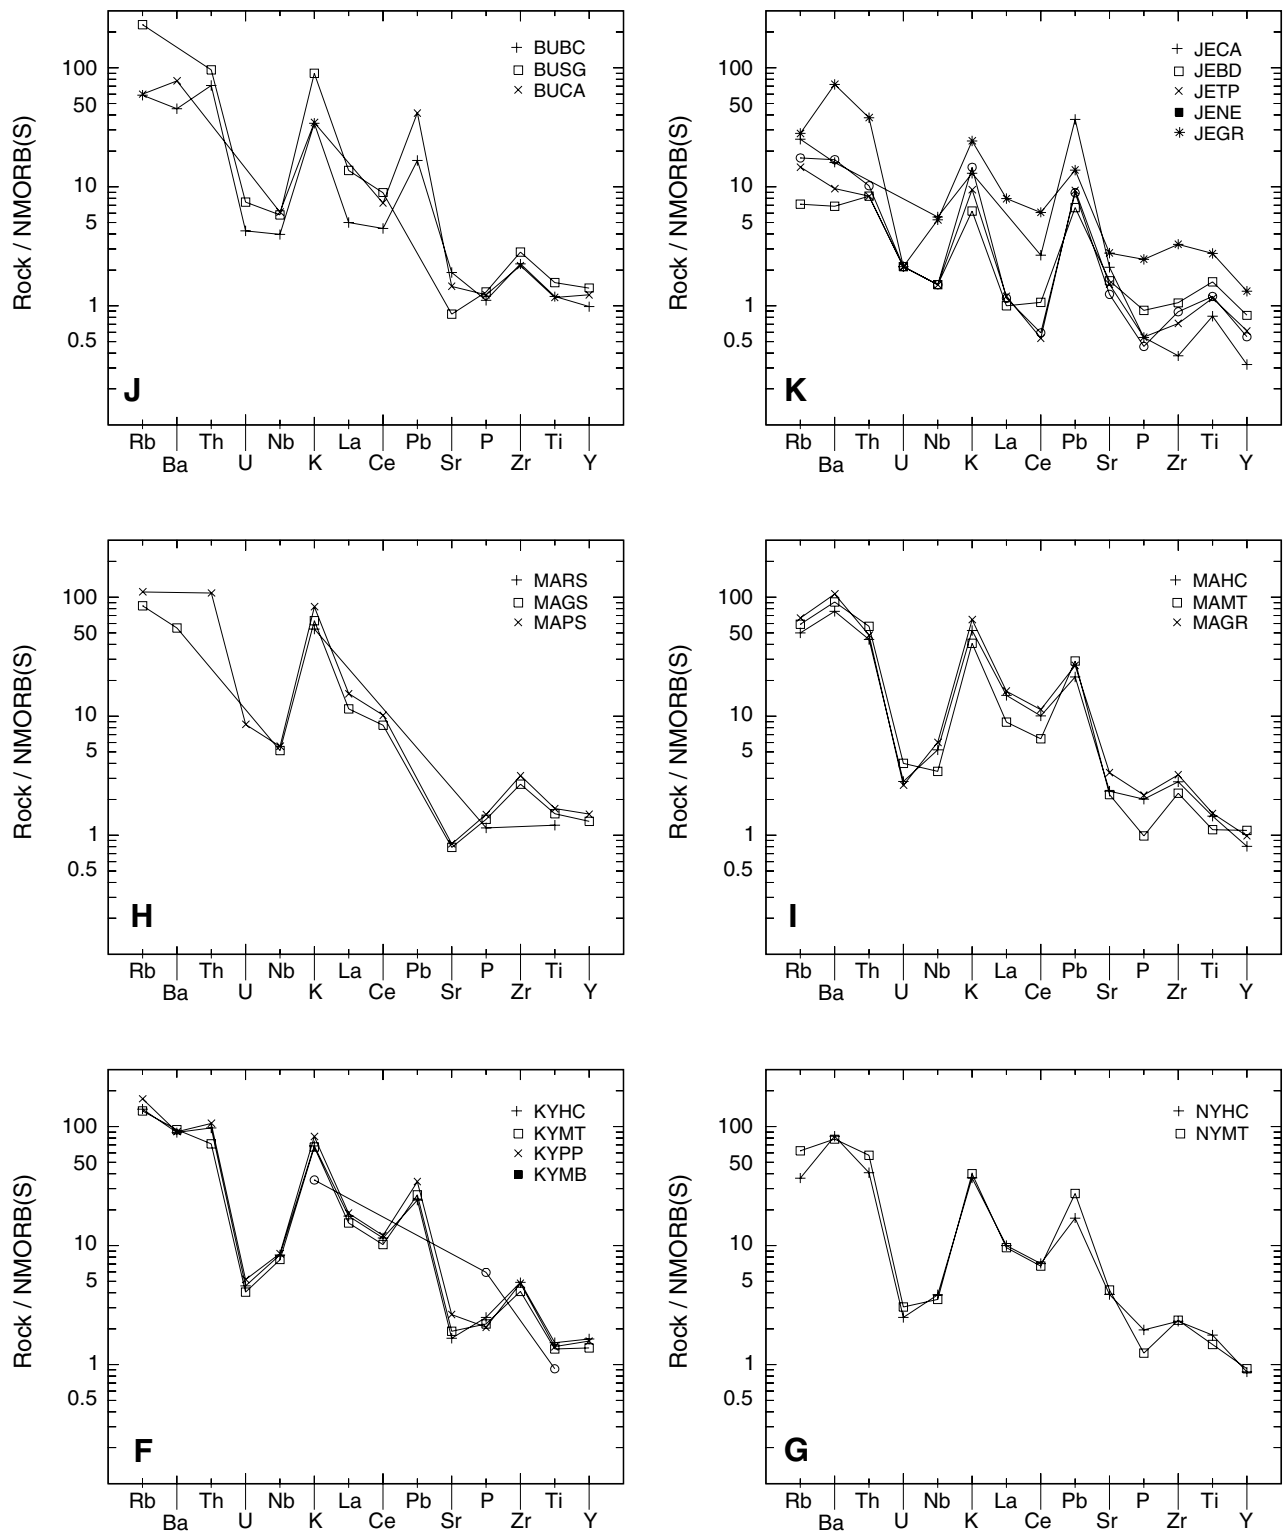 100
50
10
5
1
0.5
Rock / NMORB(S)
BUBC
BUSG
BUCA
J
Rb Th Nb La Pb P Ti
Ba U K Ce Sr Zr Y
100
50
10
5
1
0.5
Rock / NMORB(S)
JECA
JEBD
JETP
JENE
JEGR
K
Rb Th Nb La Pb P Ti
Ba U K Ce Sr Zr Y
100
50
10
5
1
0.5
Rock / NMORB(S)
MARS
MAGS
MAPS
H
Rb Th Nb La Pb P Ti
Ba U K Ce Sr Zr Y
100
50
10
5
1
0.5
Rock / NMORB(S)
MAHC
MAMT
MAGR
I
Rb Th Nb La Pb P Ti
Ba U K Ce Sr Zr Y
100
50
10
5
1
0.5
Rock / NMORB(S)
KYHC
KYMT
KYPP
KYMB
F
Rb Th Nb La Pb P Ti
Ba U K Ce Sr Zr Y
100
50
10
5
1
0.5
Rock / NMORB(S)
NYHC
NYMT
G
Rb Th Nb La Pb P Ti
Ba U K Ce Sr Zr Y